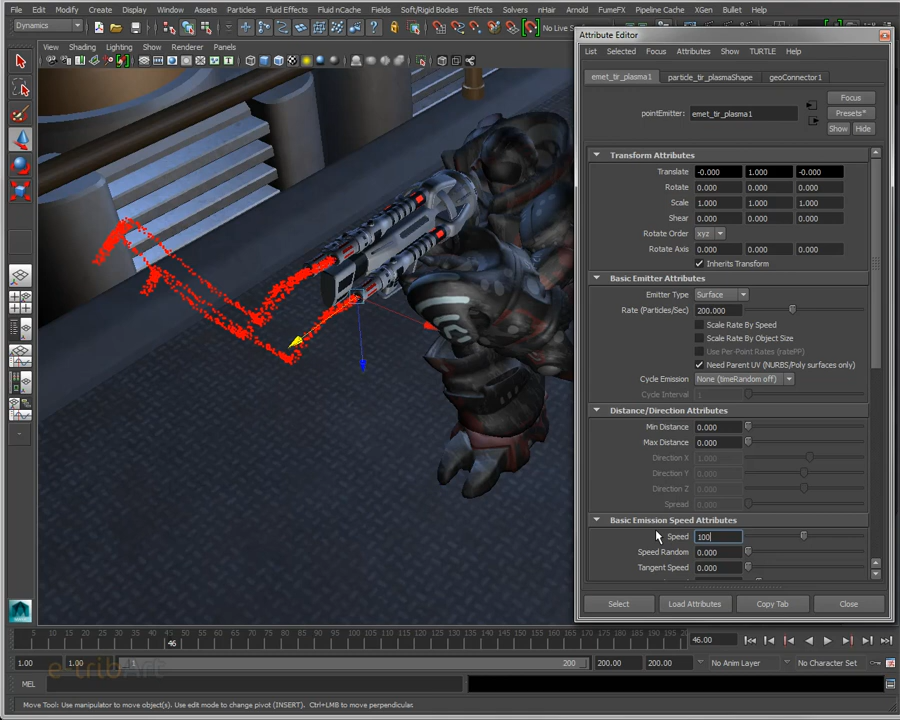 File Edit Modify Create Display Window Assets Particles Fluid Effects Fluid nCache Fields Soft/Rigid Bodies Effects Solvers nHair Arnold FumeFX Pipeline Cache XGen Bullet Help
Dynamics
No Live
View Shading Lighting Show Renderer Panels
Attribute Editor
List Selected Focus Attributes Show TURTLE Help
emet_tir_plasma1 particle_tir_plasmaShape geoConnector1
Focus
pointEmitter: emet_tir_plasma1 Presets*
Show Hide
Transform Attributes
Translate -0.000 1.000 -0.000
Rotate 0.000 0.000 0.000
Scale 1.000 1.000 1.000
Shear 0.000 0.000 0.000
Rotate Order xyz
Rotate Axis 0.000 0.000 0.000
Inherits Transform
Basic Emitter Attributes
Emitter Type Surface
Rate (Particles/Sec) 200.000
Scale Rate By Speed
Scale Rate By Object Size
Use Per-Point Rates (ratePP)
Need Parent UV (NURBS/Poly surfaces only)
Cycle Emission None (timeRandom off)
Cycle Interval 1
Distance/Direction Attributes
Min Distance 0.000
Max Distance 0.000
Direction X 1.000
Direction Y 0.000
Direction Z 0.000
Spread 0.000
Basic Emission Speed Attributes
Speed 100
Speed Random 0.000
Tangent Speed 0.000
Select Load Attributes Copy Tab Close
5 10 15 20 25 30 35 40 46 50 55 60 65 70 75 80 85 90 95 100 105 110 115 120 125 130 135 140 145 150 155 160 165 170 175 180 185 190 195 46.00
1.00 1.00 1 200 200.00 200.00 No Anim Layer No Character Set
e-tribArt
MEL
Move Tool: Use manipulator to move object(s). Use edit mode to change pivot (INSERT). Ctrl+LMB to move perpendicular.